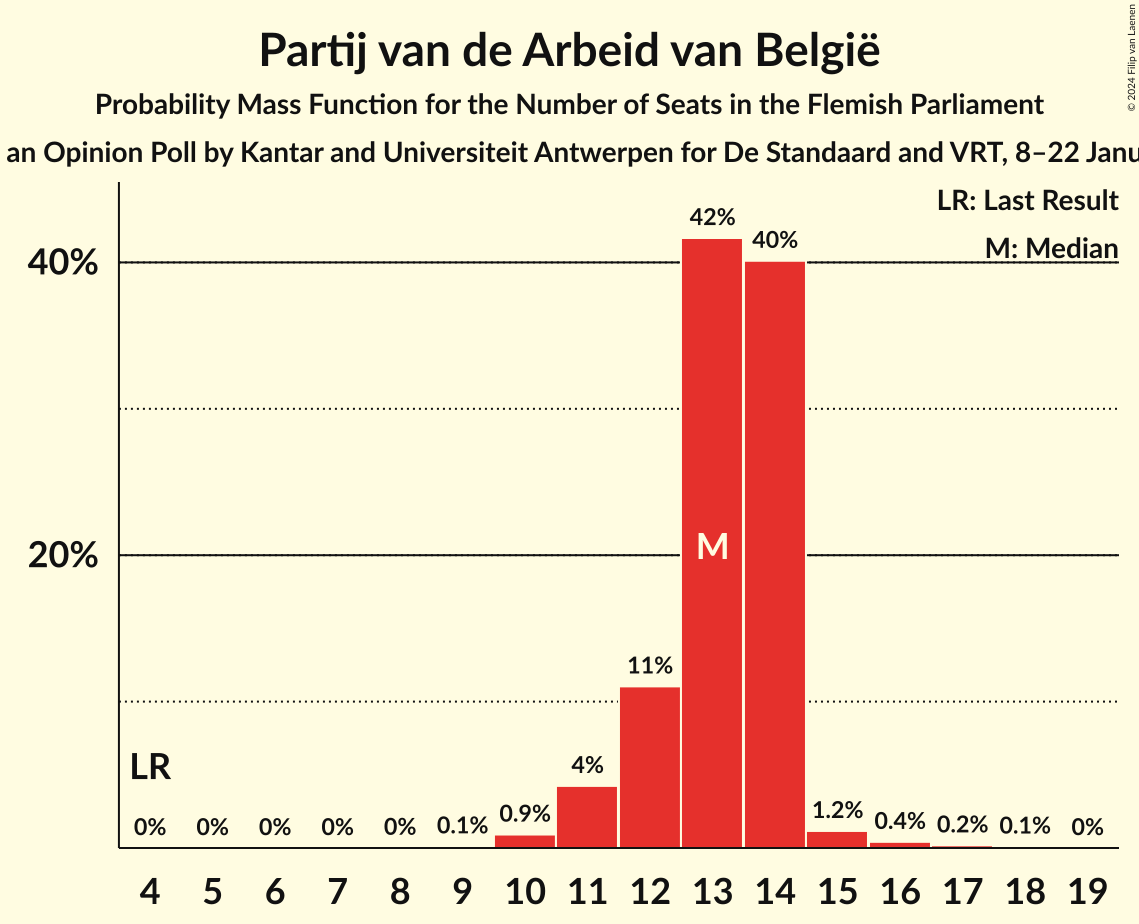 Partij van de Arbeid van België
Probability Mass Function for the Number of Seats in the Flemish Parliament
an Opinion Poll by Kantar and Universiteit Antwerpen for De Standaard and VRT, 8–22 Janu
© 2024 Filip van Laenen
LR: Last Result
M: Median
40%
20%
42%
40%
M
11%
LR
4%
0% 0% 0% 0% 0% 0.1% 0.9% 1.2% 0.4% 0.2% 0.1% 0%
4 5 6 7 8 9 10 11 12 13 14 15 16 17 18 19